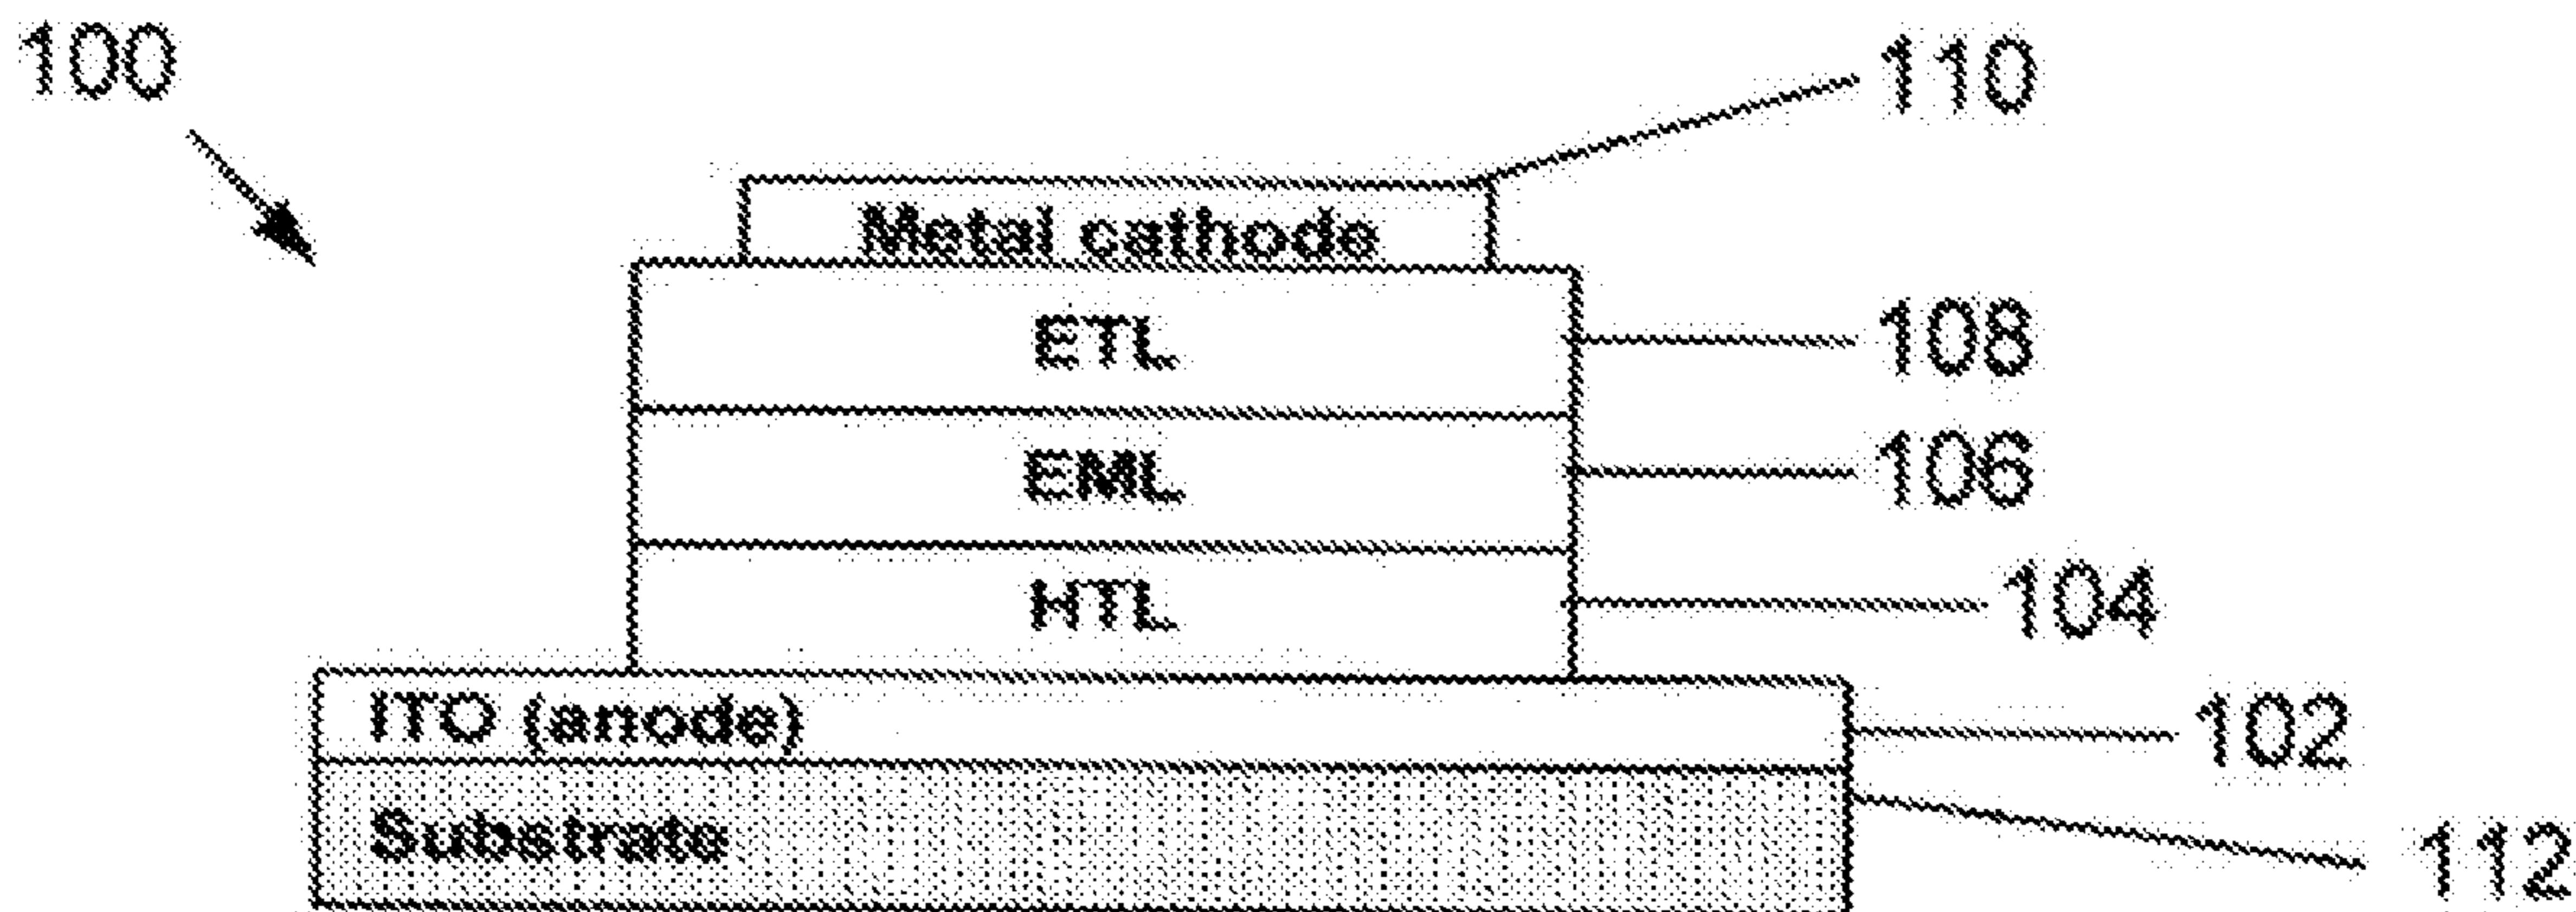 100
110
Metal cathode
ETL
108
EML
106
HTL
104
ITO (anode)
102
Substrate
112